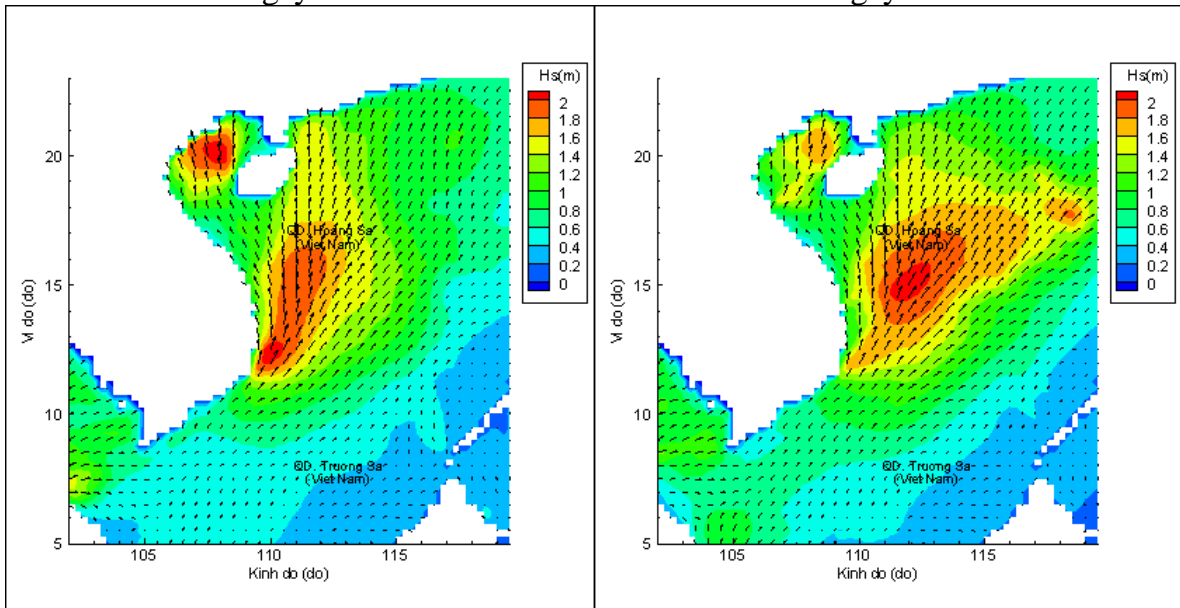 Hs(m)
2
1.8
1.6
1.4
1.2
1
0.8
0.6
0.4
0.2
0
20
15
10
5
105
110
115
Vi do (do)
Kinh do (do)
QD. Hoang Sa
(Viet Nam)
QD. Truong Sa
(Viet Nam)
Hs(m)
2
1.8
1.6
1.4
1.2
1
0.8
0.6
0.4
0.2
0
20
15
10
5
105
110
115
Vi do (do)
Kinh do (do)
QD. Hoang Sa
(Viet Nam)
QD. Truong Sa
(Viet Nam)